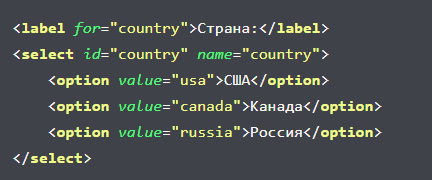 <label for="country">Страна:</label>
<select id="country" name="country">
    <option value="usa">США</option>
    <option value="canada">Канада</option>
    <option value="russia">Россия</option>
</select>